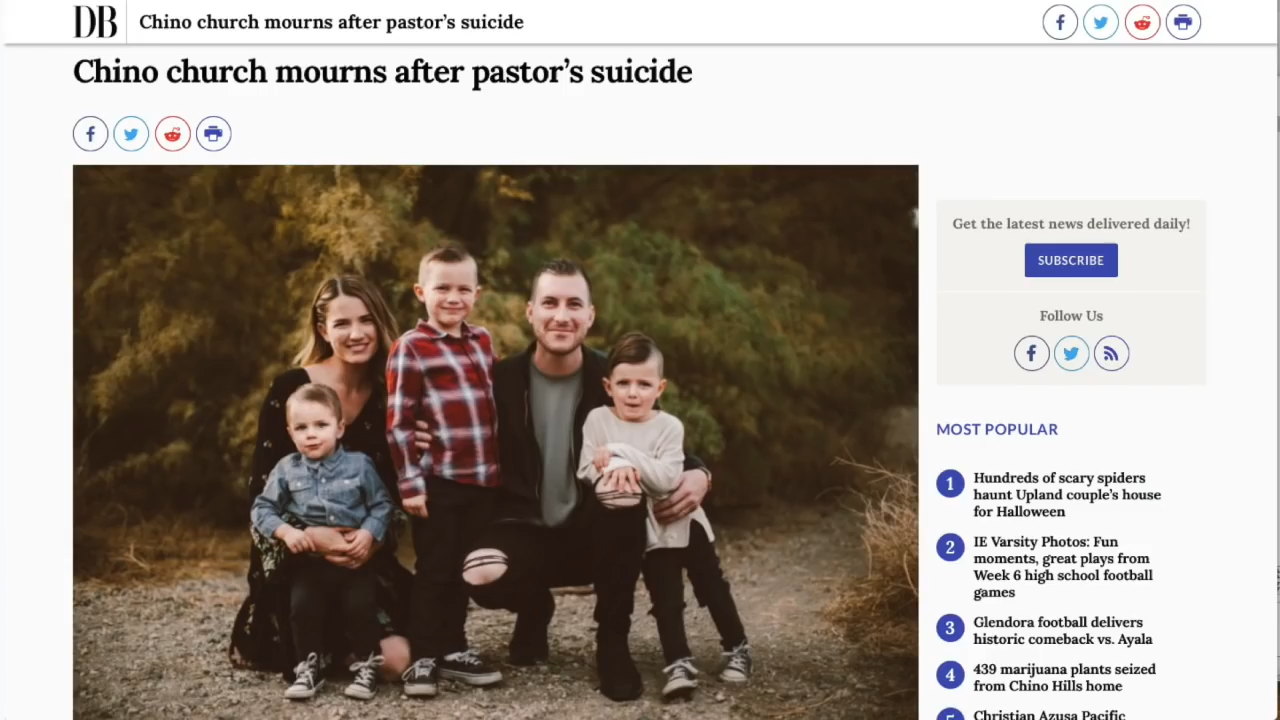 DB
Chino church mourns after pastor's suicide
Chino church mourns after pastor's suicide
Get the latest news delivered daily!
SUBSCRIBE
Follow Us
MOST POPULAR
1 Hundreds of scary spiders
haunt Upland couple's house
for Halloween
2 IE Varsity Photos: Fun
moments, great plays from
Week 6 high school football
games
3 Glendora football delivers
historic comeback vs. Ayala
4 439 marijuana plants seized
from Chino Hills home
5 Christian Azusa Pacific